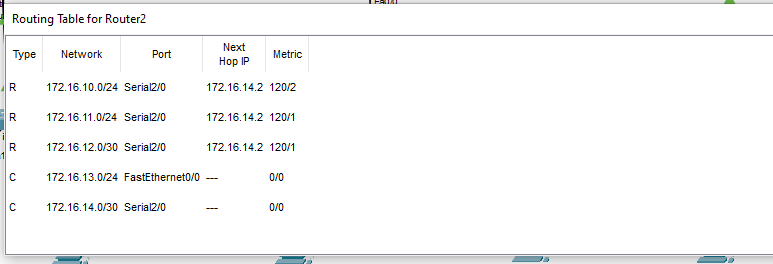 Fa0/0
Routing Table for Router2
Type Network Port Next Hop IP Metric
R 172.16.10.0/24 Serial2/0 172.16.14.2 120/2
R 172.16.11.0/24 Serial2/0 172.16.14.2 120/1
R 172.16.12.0/30 Serial2/0 172.16.14.2 120/1
C 172.16.13.0/24 FastEthernet0/0 --- 0/0
C 172.16.14.0/30 Serial2/0 --- 0/0